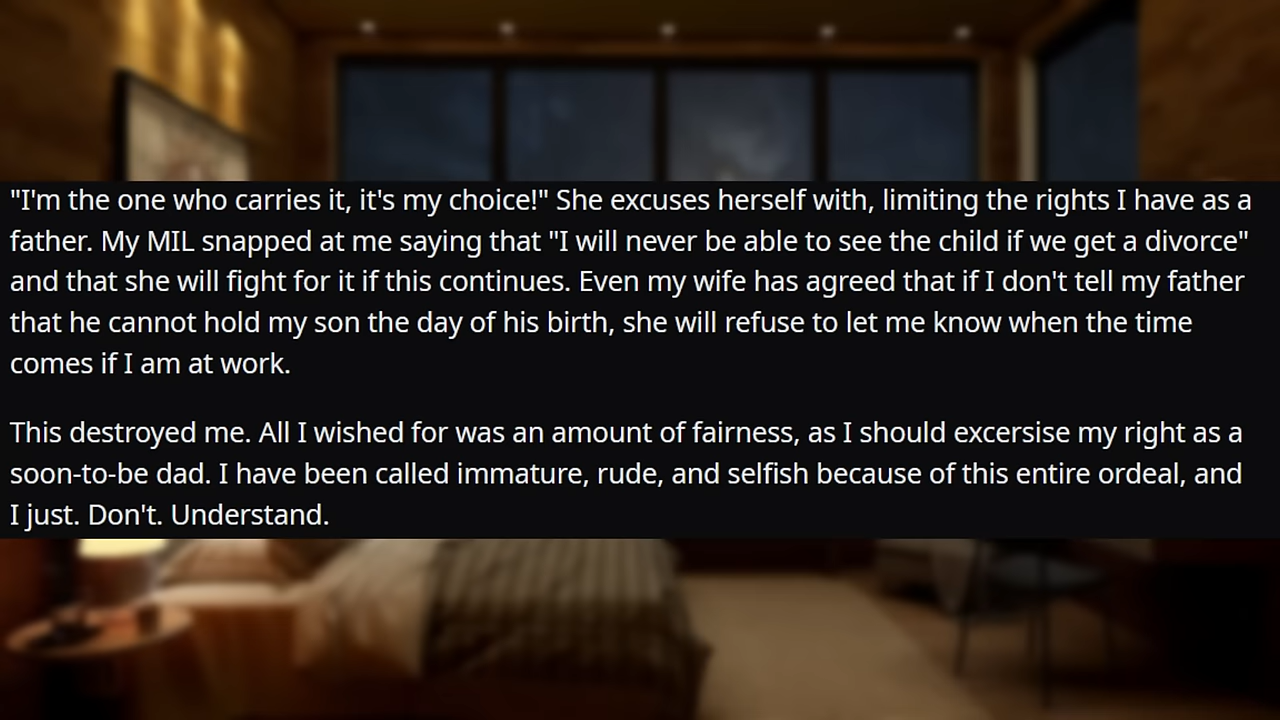 "I'm the one who carries it, it's my choice!" She excuses herself with, limiting the rights I have as a
father. My MIL snapped at me saying that "I will never be able to see the child if we get a divorce"
and that she will fight for it if this continues. Even my wife has agreed that if I don't tell my father
that he cannot hold my son the day of his birth, she will refuse to let me know when the time
comes if I am at work.
This destroyed me. All I wished for was an amount of fairness, as I should excersise my right as a
soon-to-be dad. I have been called immature, rude, and selfish because of this entire ordeal, and
I just. Don't. Understand.